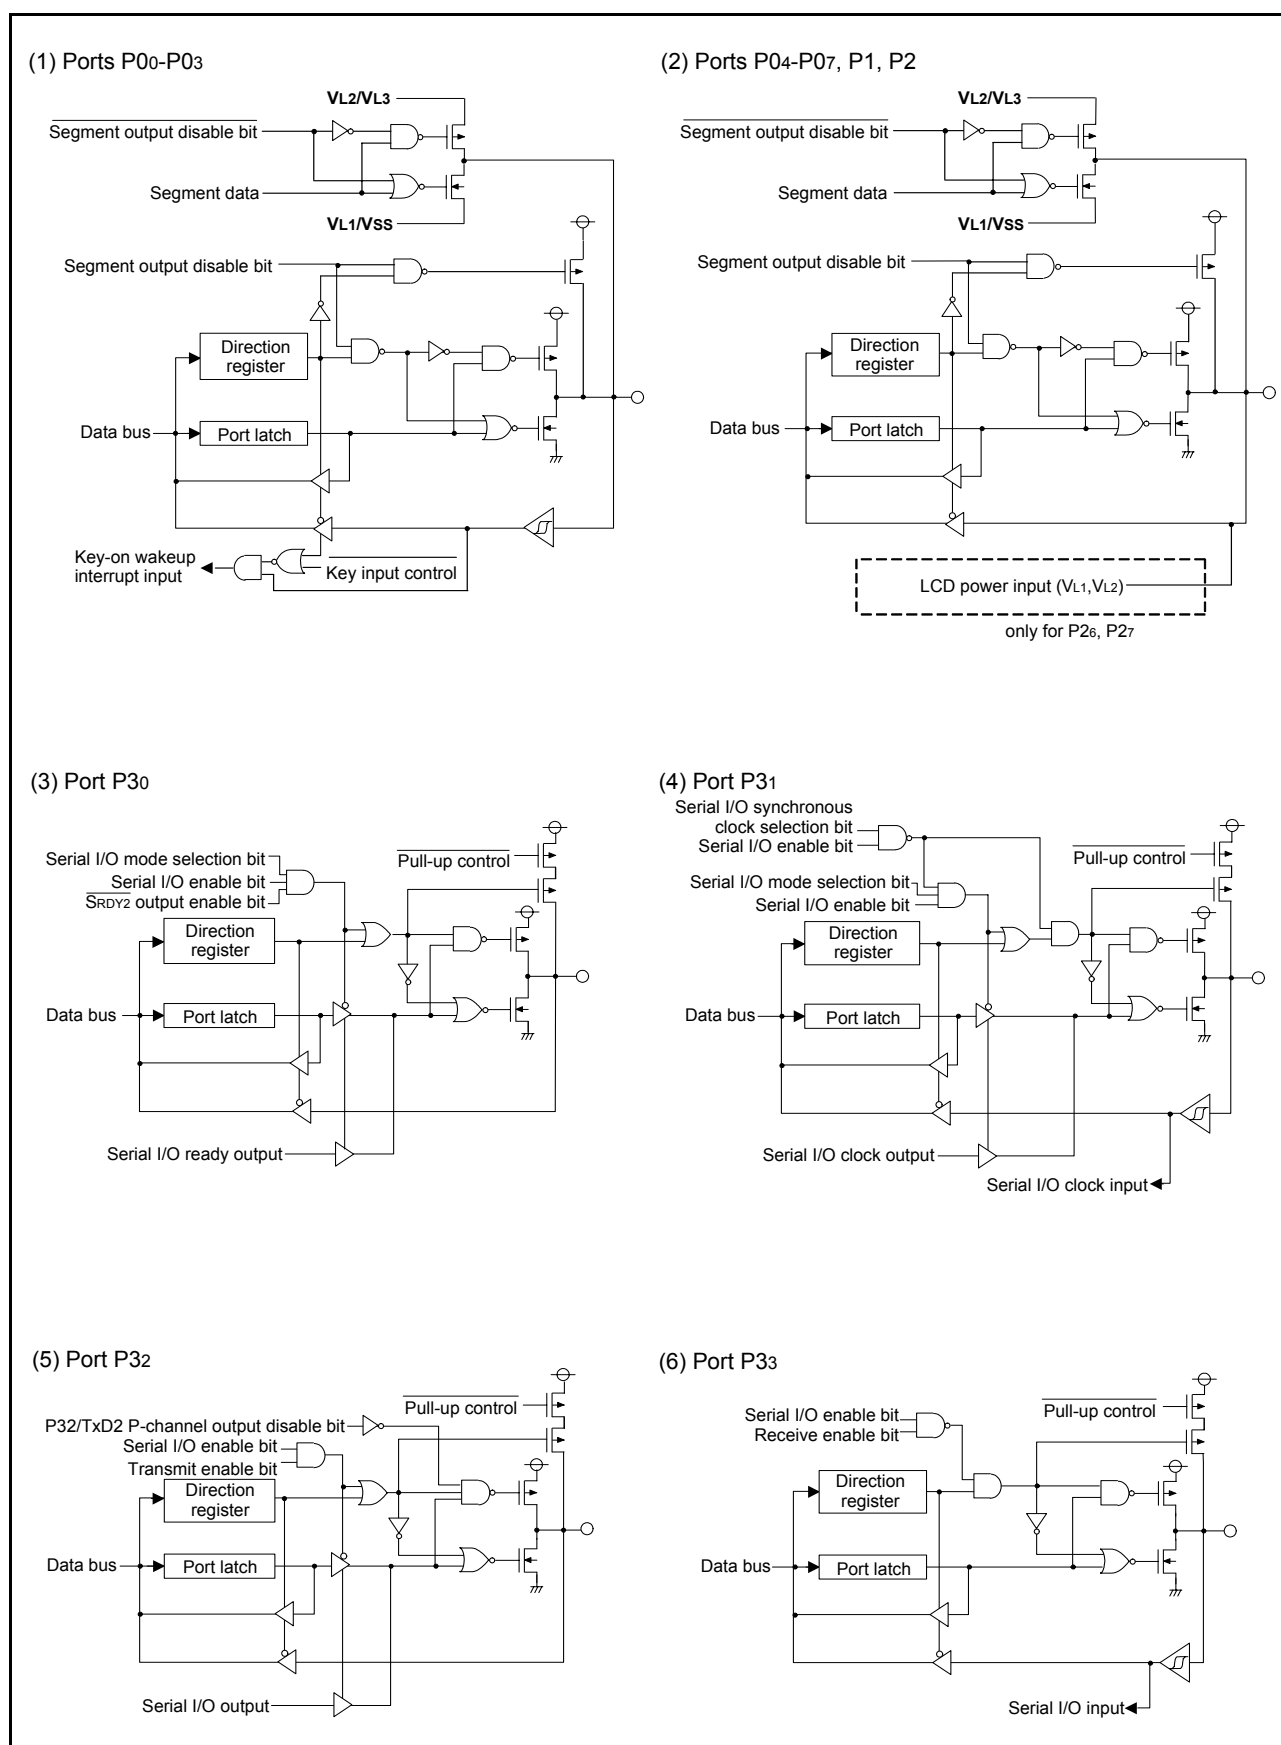 (1) Ports P00-P03
VL2/VL3
Segment output disable bit
Segment data
VL1/VSS
Segment output disable bit
Direction
register
Data bus
Port latch
Key-on wakeup
interrupt input
Key input control
(2) Ports P04-P07, P1, P2
VL2/VL3
Segment output disable bit
Segment data
VL1/VSS
Segment output disable bit
Direction
register
Data bus
Port latch
LCD power input (VL1,VL2)
only for P26, P27
(3) Port P30
Pull-up control
Serial I/O mode selection bit
Serial I/O enable bit
SRDY2 output enable bit
Direction
register
Data bus
Port latch
Serial I/O ready output
(4) Port P31
Serial I/O synchronous
clock selection bit
Serial I/O enable bit
Pull-up control
Serial I/O mode selection bit
Serial I/O enable bit
Direction
register
Data bus
Port latch
Serial I/O clock output
Serial I/O clock input
(5) Port P32
Pull-up control
P32/TxD2 P-channel output disable bit
Serial I/O enable bit
Transmit enable bit
Direction
register
Data bus
Port latch
Serial I/O output
(6) Port P33
Pull-up control
Serial I/O enable bit
Receive enable bit
Direction
register
Data bus
Port latch
Serial I/O input